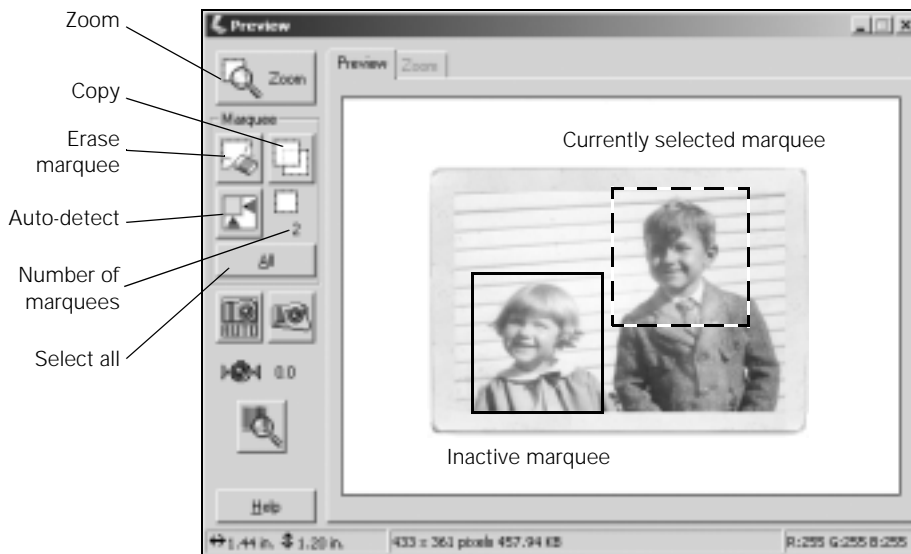 Zoom
Copy
Erase
marquee
Auto-detect
Number of
marquees
Select all
Preview
Zoom
Marquee
2
All
AUTO
0.0
Help
Preview Zoom
Currently selected marquee
Inactive marquee
1.44 in. 1.20 in.
433 x 361 pixels 457.94 KB
R:255 G:255 B:255